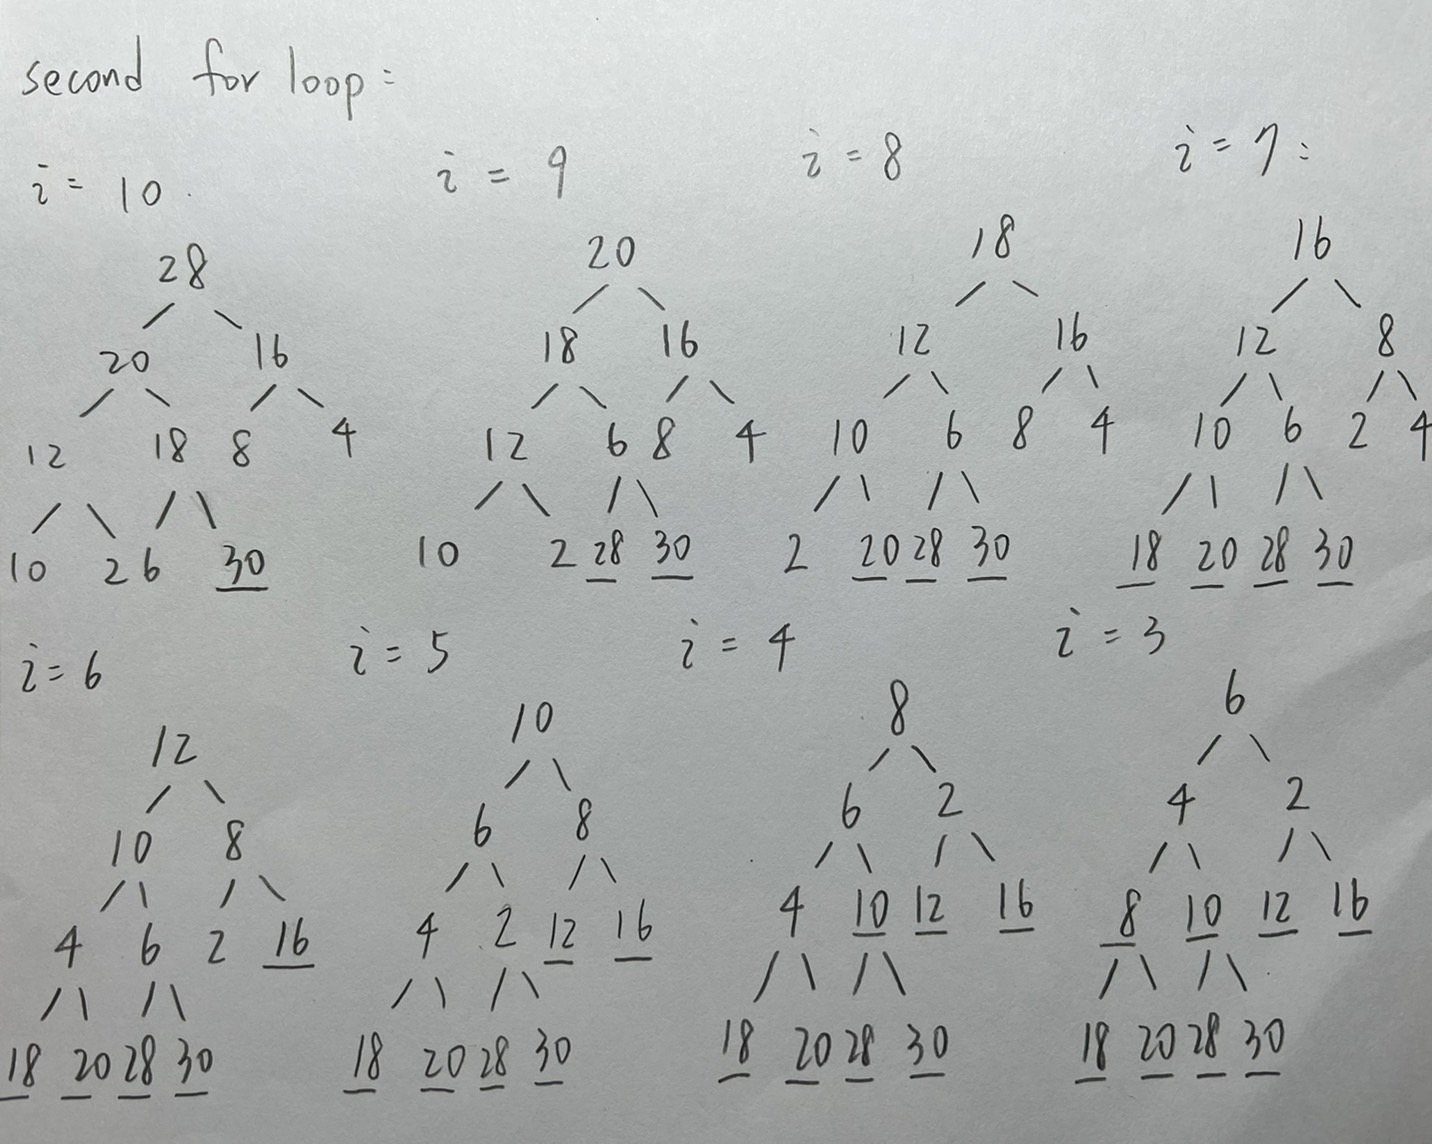 second for loop:
i = 10.
i = 9
i = 8
i = 7:
28
20
18
16
20 16
18 16
12 16
12 8
12 18 8 4
12 6 8 4
10 6 8 4
10 6 2 4
10 2 6 30
10 2 28 30
2 20 28 30
18 20 28 30
i = 6
i = 5
i = 4
i = 3
12
10
8
6
10 8
6 8
6 2
4 2
4 6 2 16
4 2 12 16
4 10 12 16
8 10 12 16
18 20 28 30
18 20 28 30
18 20 28 30
18 20 28 30